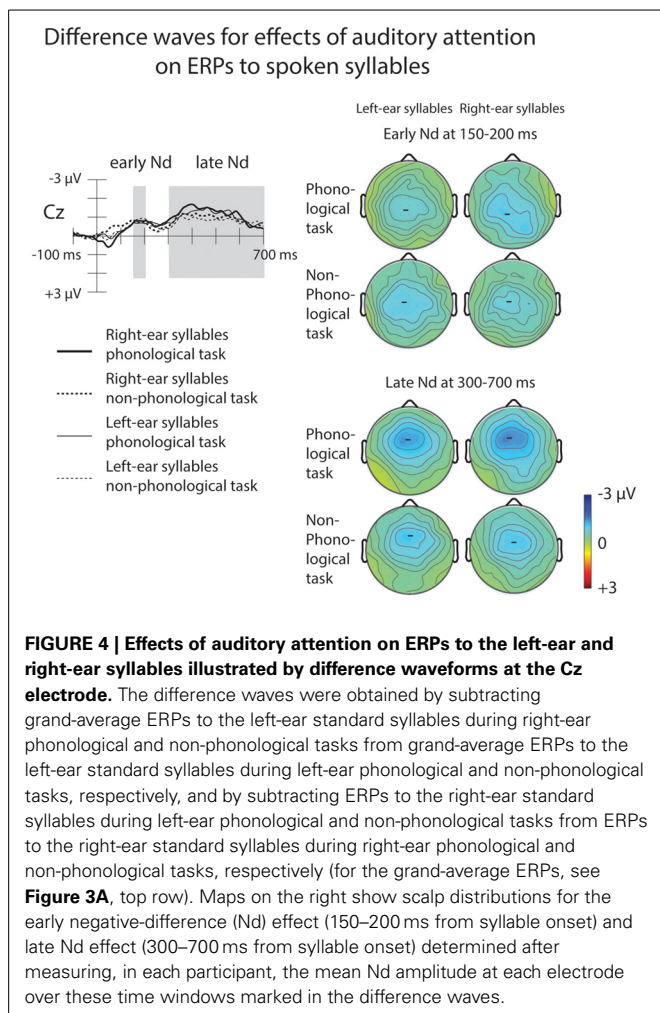 Difference waves for effects of auditory attention
on ERPs to spoken syllables
Left-ear syllables Right-ear syllables
Early Nd at 150-200 ms
early Nd late Nd
-3 µV
Cz
-100 ms
700 ms
+3 µV
Phono-
logical
task
Non-
Phono-
logical
task
Right-ear syllables
phonological task
Right-ear syllables
non-phonological task
Left-ear syllables
phonological task
Left-ear syllables
non-phonological task
Late Nd at 300-700 ms
Phono-
logical
task
Non-
Phono-
logical
task
-3 µV
0
+3
FIGURE 4 | Effects of auditory attention on ERPs to the left-ear and
right-ear syllables illustrated by difference waveforms at the Cz
electrode. The difference waves were obtained by subtracting
grand-average ERPs to the left-ear standard syllables during right-ear
phonological and non-phonological tasks from grand-average ERPs to the
left-ear standard syllables during left-ear phonological and non-phonological
tasks, respectively, and by subtracting ERPs to the right-ear standard
syllables during left-ear phonological and non-phonological tasks from ERPs
to the right-ear standard syllables during right-ear phonological and
non-phonological tasks, respectively (for the grand-average ERPs, see
Figure 3A, top row). Maps on the right show scalp distributions for the
early negative-difference (Nd) effect (150–200 ms from syllable onset) and
late Nd effect (300–700 ms from syllable onset) determined after
measuring, in each participant, the mean Nd amplitude at each electrode
over these time windows marked in the difference waves.